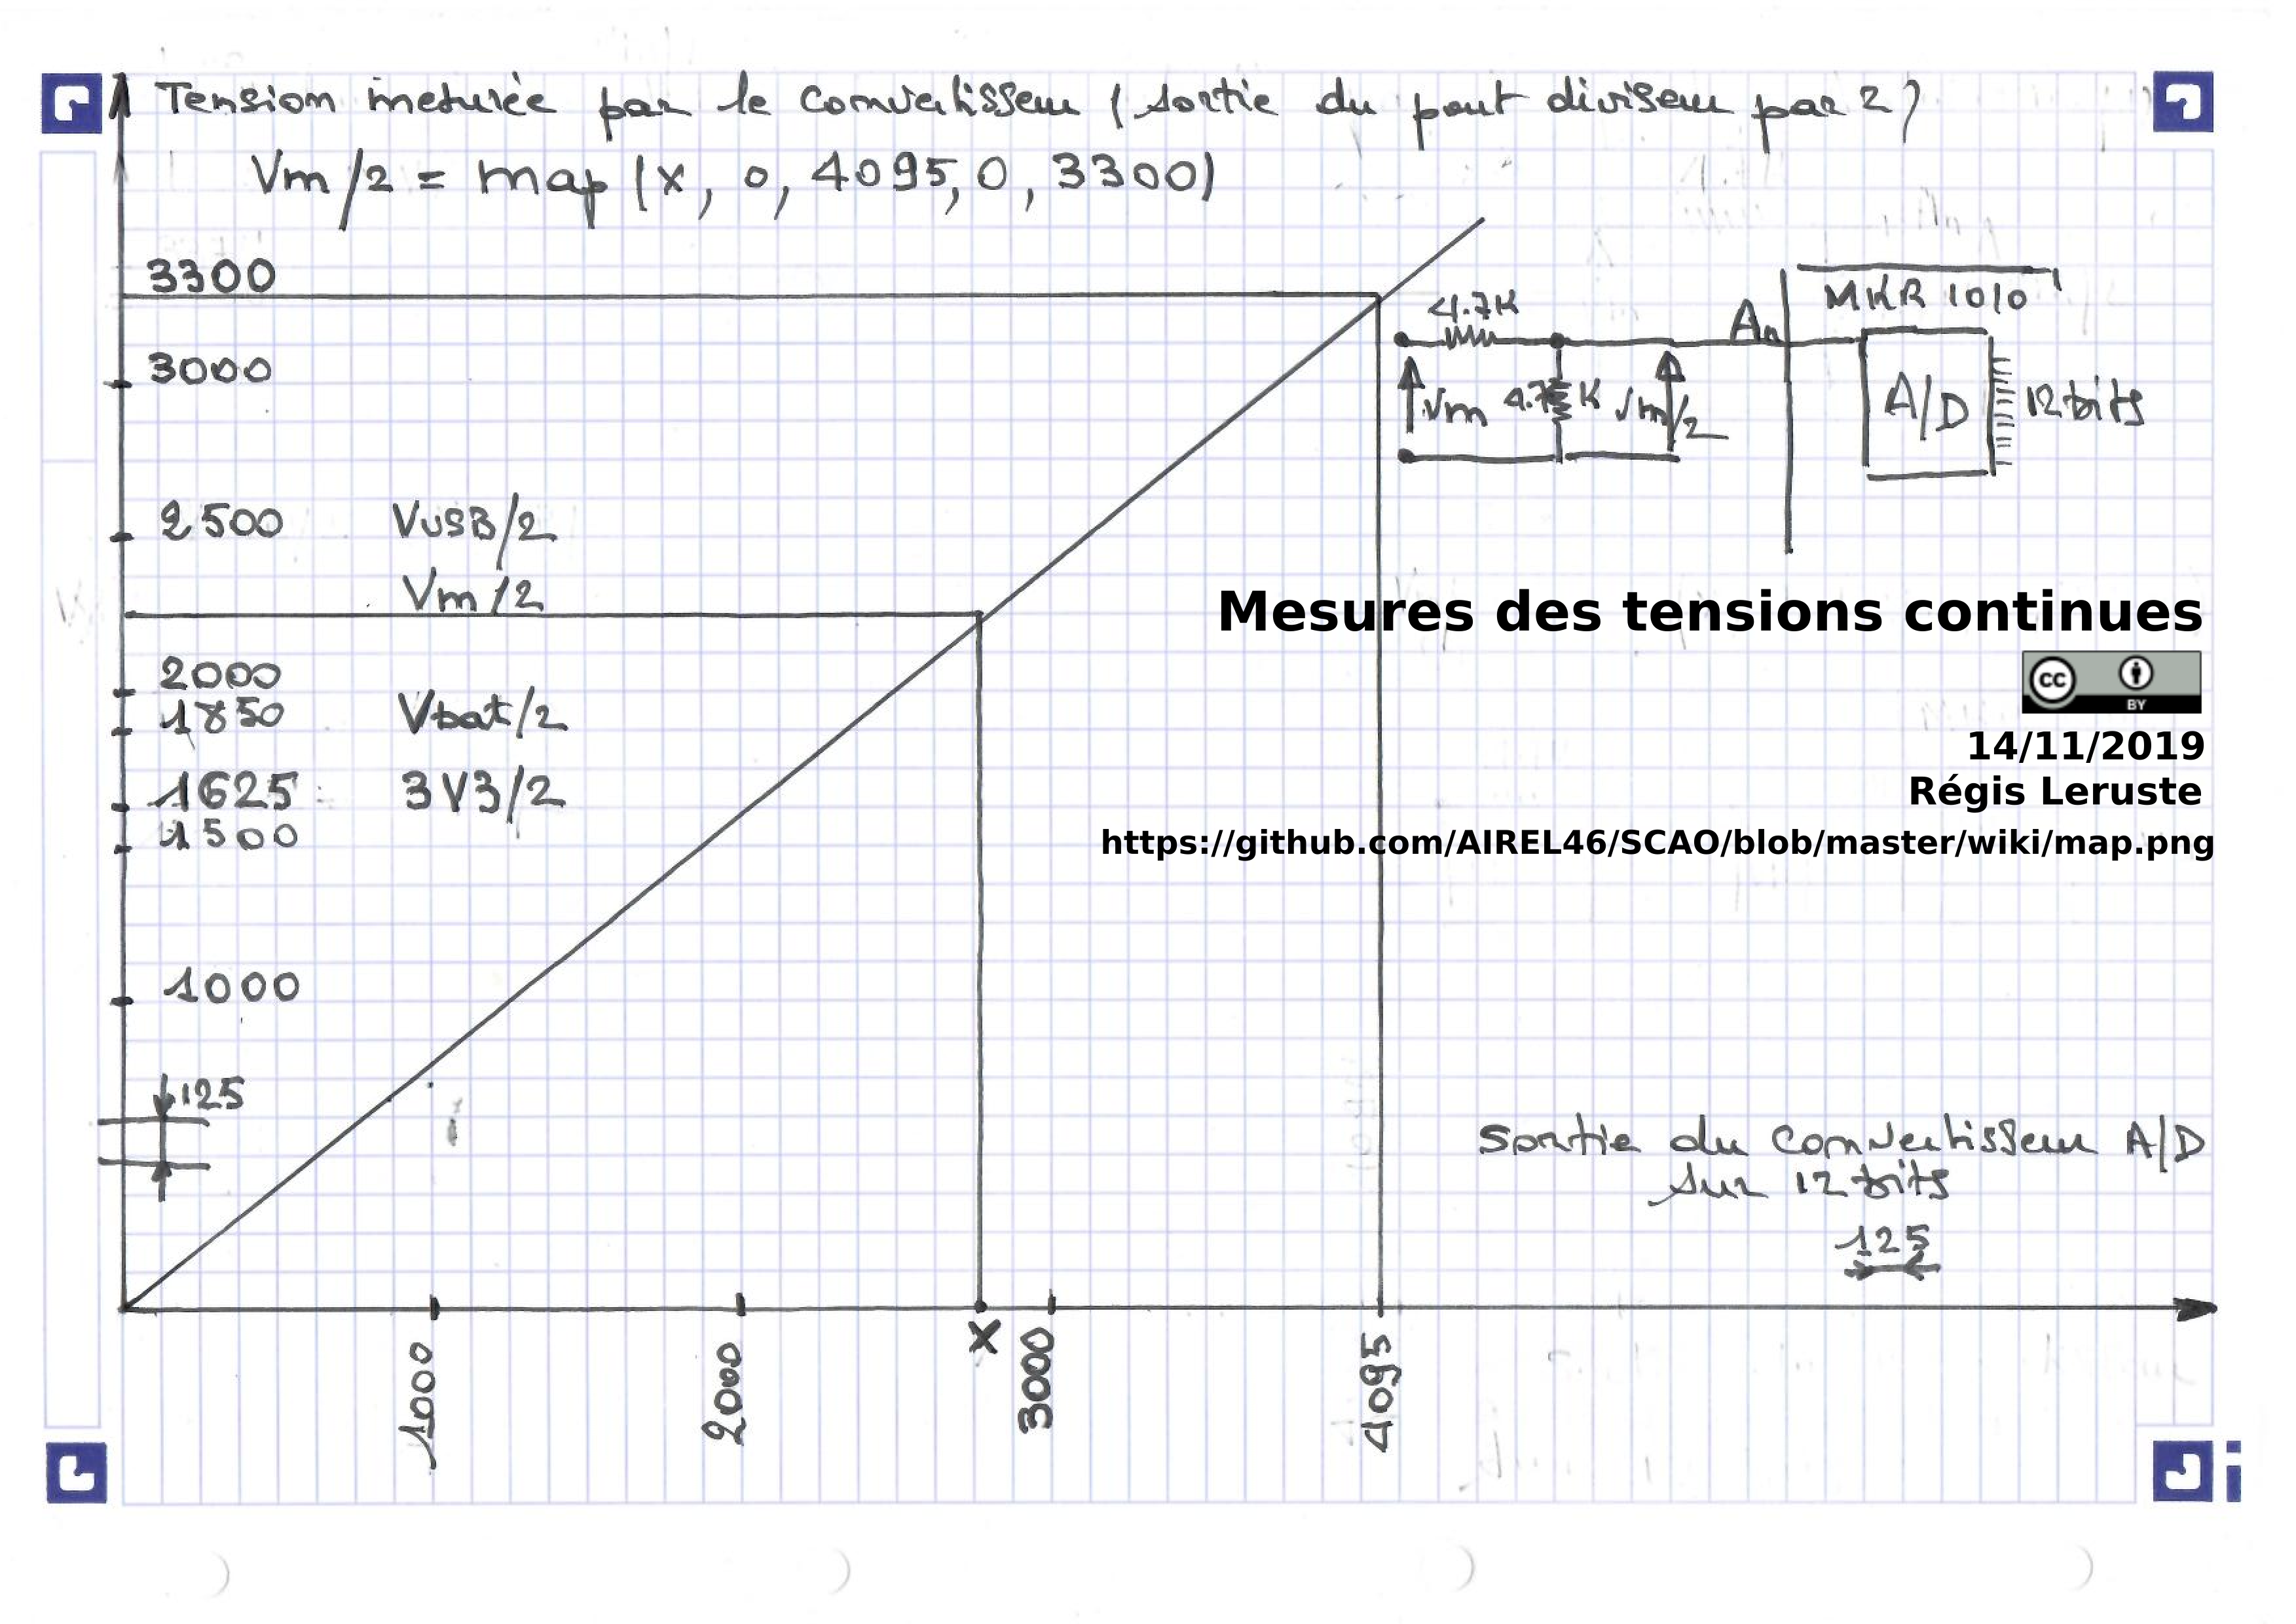 Tension mesurée par le convertisseur (sortie du pont diviseur par 2)
Vm/2 = map (x, 0, 4095, 0, 3300)
3300
3000
2500 VUSB/2
Vm/2
2000
1850 Vbat/2
1625 3V3/2
1500
1000
125
4.7K
An
MKR 1010
Vm
4.7K
Vm/2
A/D
12 bits
Mesures des tensions continues
cc
BY
14/11/2019
Régis Leruste
https://github.com/AIREL46/SCAO/blob/master/wiki/map.png
Sortie du convertisseur A/D
sur 12 bits
125
1000
2000
X
3000
4095